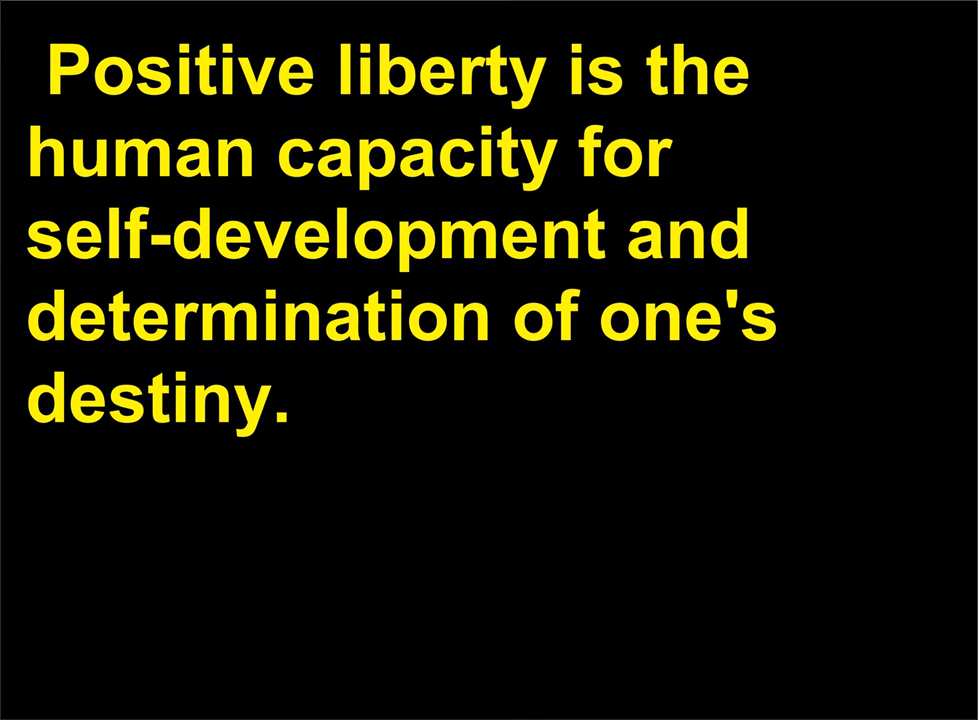 Positive liberty is the
human capacity for
self-development and
determination of one's
destiny.